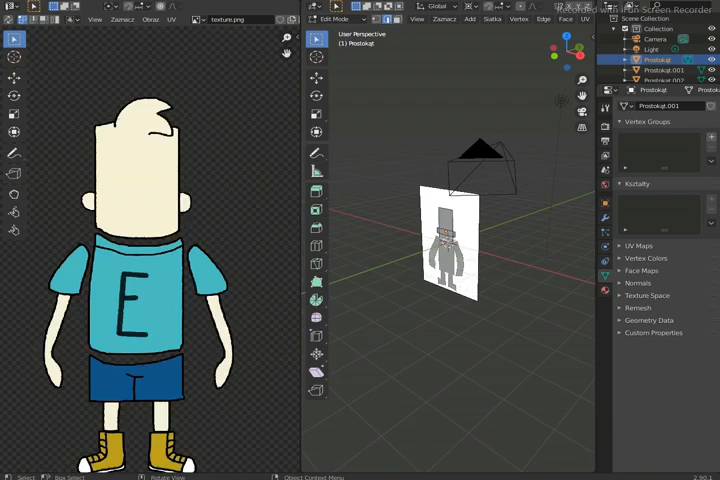 Recorded with iFun Screen Recorder
View Zaznacz Obraz UV texture.png
Global
Edit Mode View Zaznacz Add Siatka Vertex Edge Face UV
Scene Collection
Collection
Camera
Light
Prostokąt
Prostokąt.001
Prostokąt.002
User Perspective
(1) Prostokąt
Prostokąt
Prostokąt.001
Vertex Groups
Kształty
UV Maps
Vertex Colors
Face Maps
Normals
Texture Space
Remesh
Geometry Data
Custom Properties
E
Select Box Select Rotate View Object Context Menu 2.90.1